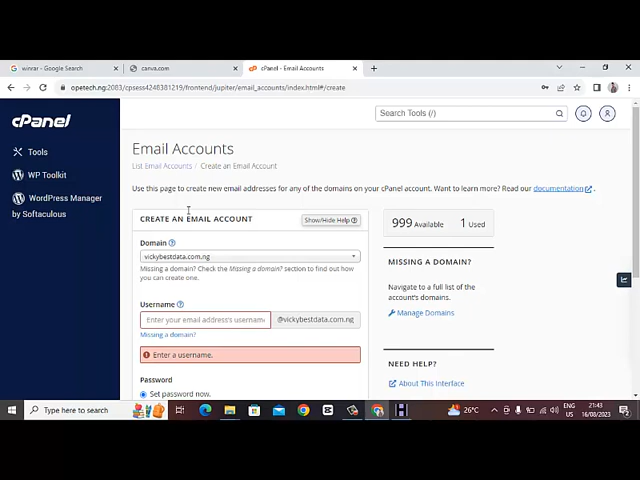 winrar - Google Search
canva.com
cPanel - Email Accounts
opetech.ng:2083/cpsess4248381219/frontend/jupiter/email_accounts/index.html#/create
cPanel
Search Tools (/)
Tools
WP Toolkit
WordPress Manager
by Softaculous
Email Accounts
List Email Accounts / Create an Email Account
Use this page to create new email addresses for any of the domains on your cPanel account. Want to learn more? Read our documentation .
CREATE AN EMAIL ACCOUNT
Show/Hide Help
Domain
vickybestdata.com.ng
Missing a domain? Check the Missing a domain? section to find out how
you can create one.
Username
Enter your email address's username
@vickybestdata.com.ng
Missing a domain?
Enter a username.
Password
Set password now.
999 Available
1 Used
MISSING A DOMAIN?
Navigate to a full list of the
account's domains.
Manage Domains
NEED HELP?
About This Interface
Type here to search
26°C
ENG
US
21:43
16/08/2023